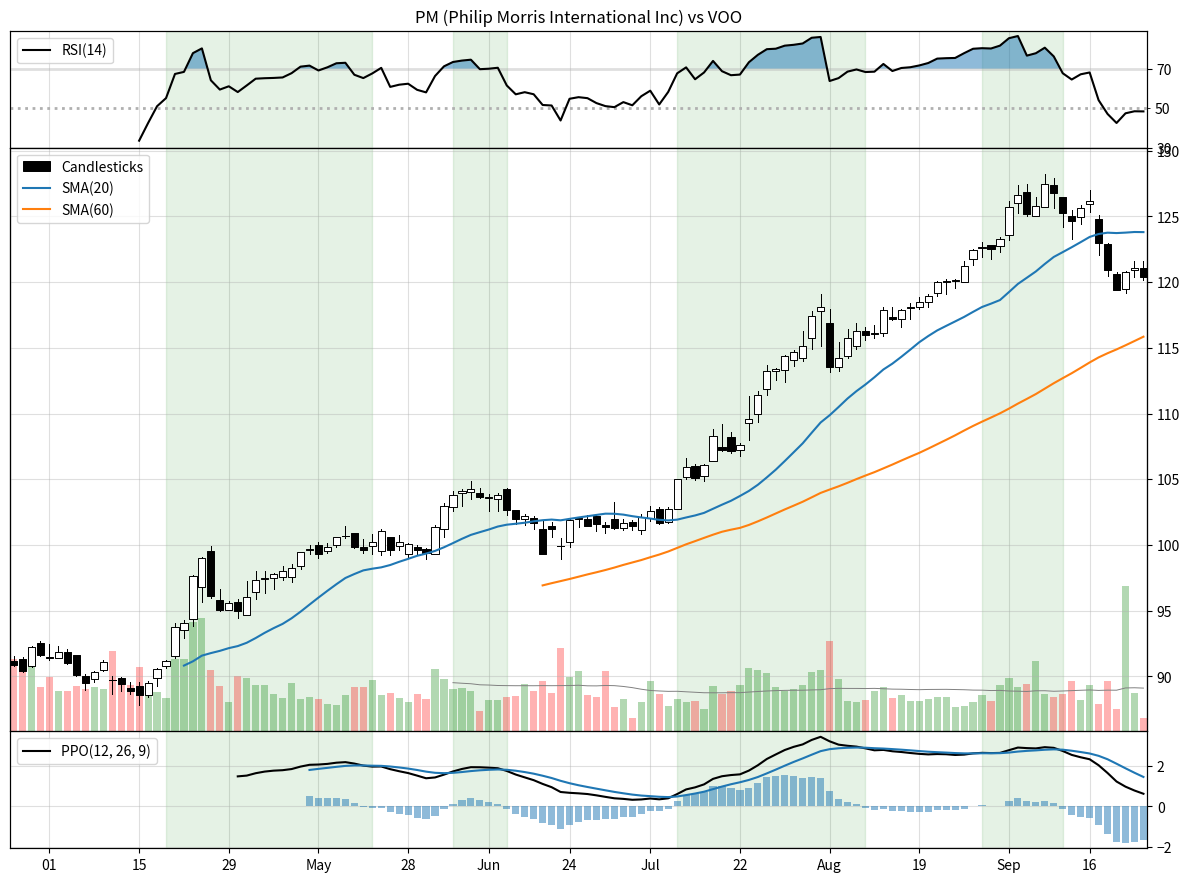 PM (Philip Morris International Inc) vs VOO
RSI(14)
70
50
30
130
Candlesticks
SMA(20)
SMA(60)
125
120
115
110
105
100
95
90
PPO(12, 26, 9)
2
0
−2
01 15 29 May 28 Jun 24 Jul 22 Aug 19 Sep 16